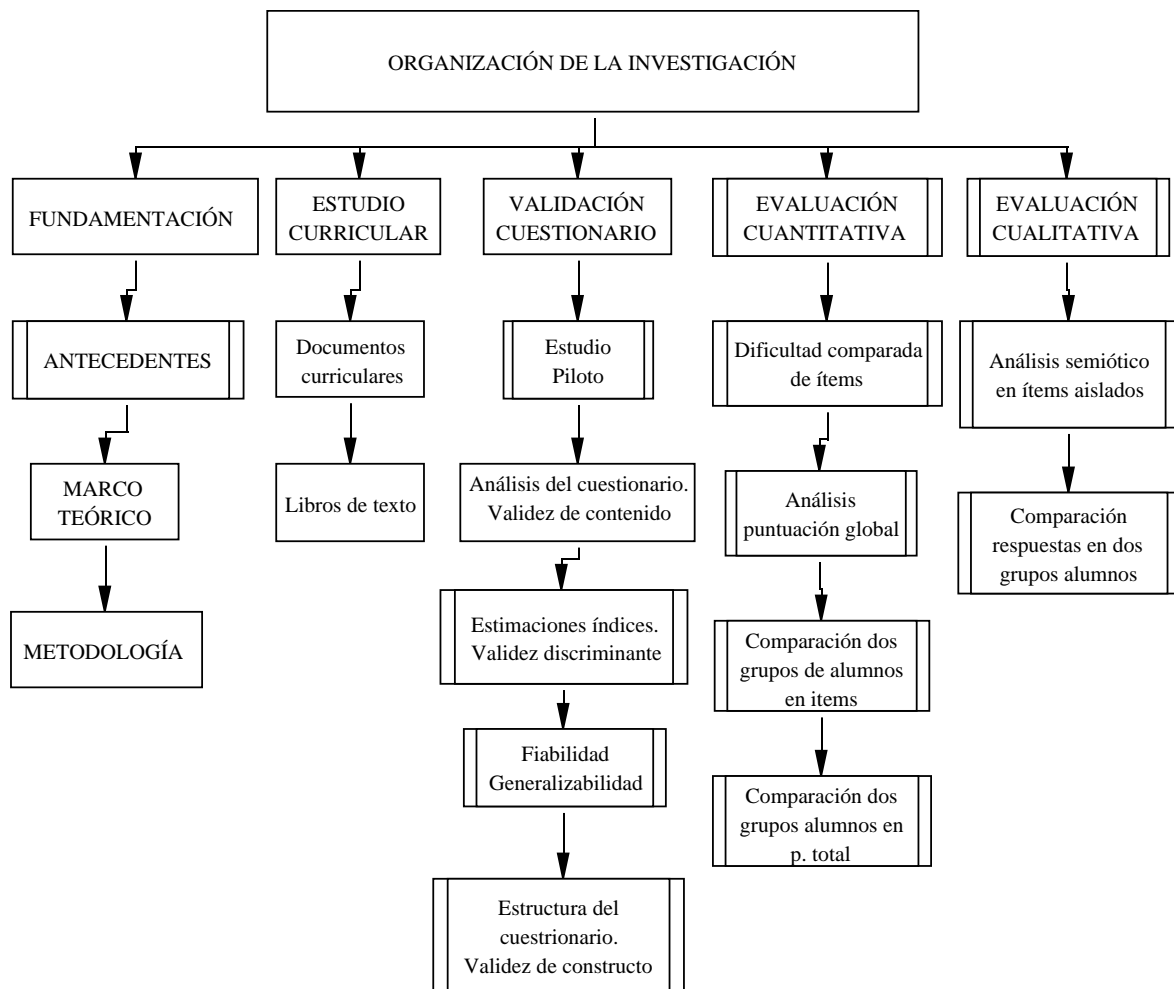 ORGANIZACIÓN DE LA INVESTIGACIÓN
FUNDAMENTACIÓN
ESTUDIO
CURRICULAR
VALIDACIÓN
CUESTIONARIO
EVALUACIÓN
CUANTITATIVA
EVALUACIÓN
CUALITATIVA
ANTECEDENTES
Documentos
curriculares
Estudio
Piloto
Dificultad comparada
de ítems
Análisis semiótico
en ítems aislados
MARCO
TEÓRICO
Libros de texto
Análisis del cuestionario.
Validez de contenido
Análisis
puntuación global
Comparación
respuestas en dos
grupos alumnos
METODOLOGÍA
Estimaciones índices.
Validez discriminante
Comparación dos
grupos de alumnos
en items
Fiabilidad
Generalizabilidad
Comparación dos
grupos alumnos en
p. total
Estructura del
cuestrionario.
Validez de constructo